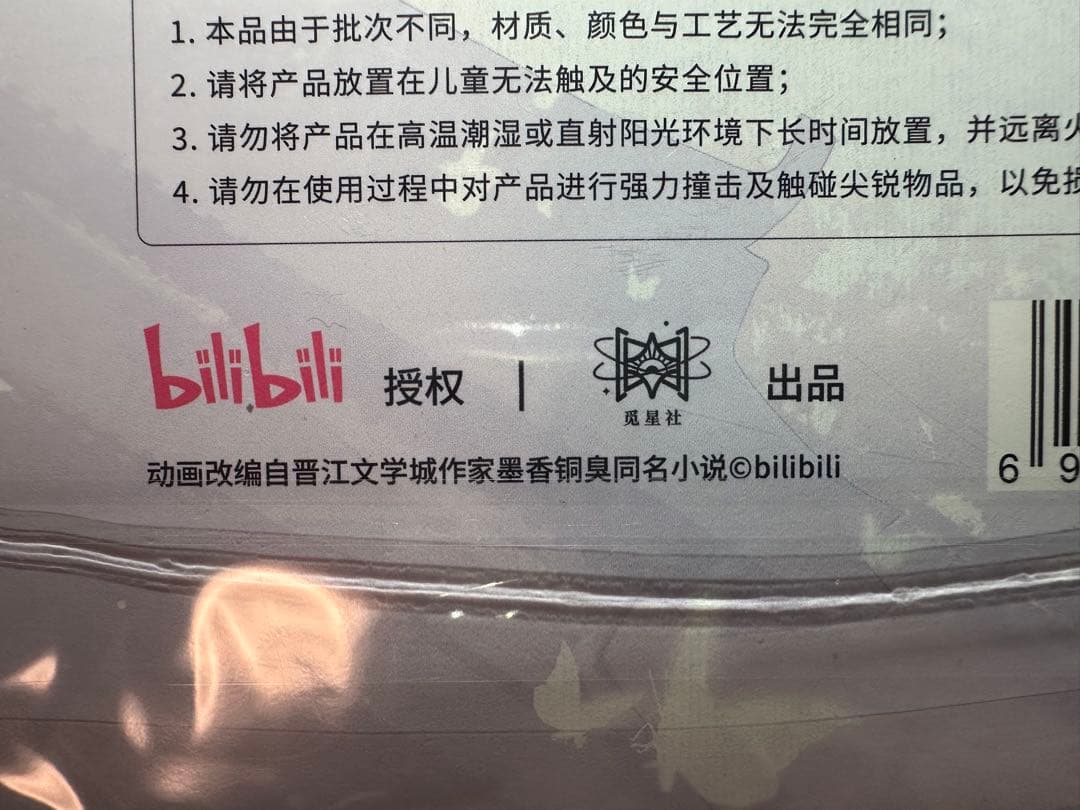 1. 本品由于批次不同，材质、颜色与工艺无法完全相同；
2. 请将产品放置在儿童无法触及的安全位置；
3. 请勿将产品在高温潮湿或直射阳光环境下长时间放置，并远离火
4. 请勿在使用过程中对产品进行强力撞击及触碰尖锐物品，以免损
bilibili 授权 | 觅星社 出品
动画改编自晋江文学城作家墨香铜臭同名小说©bilibili
6 9